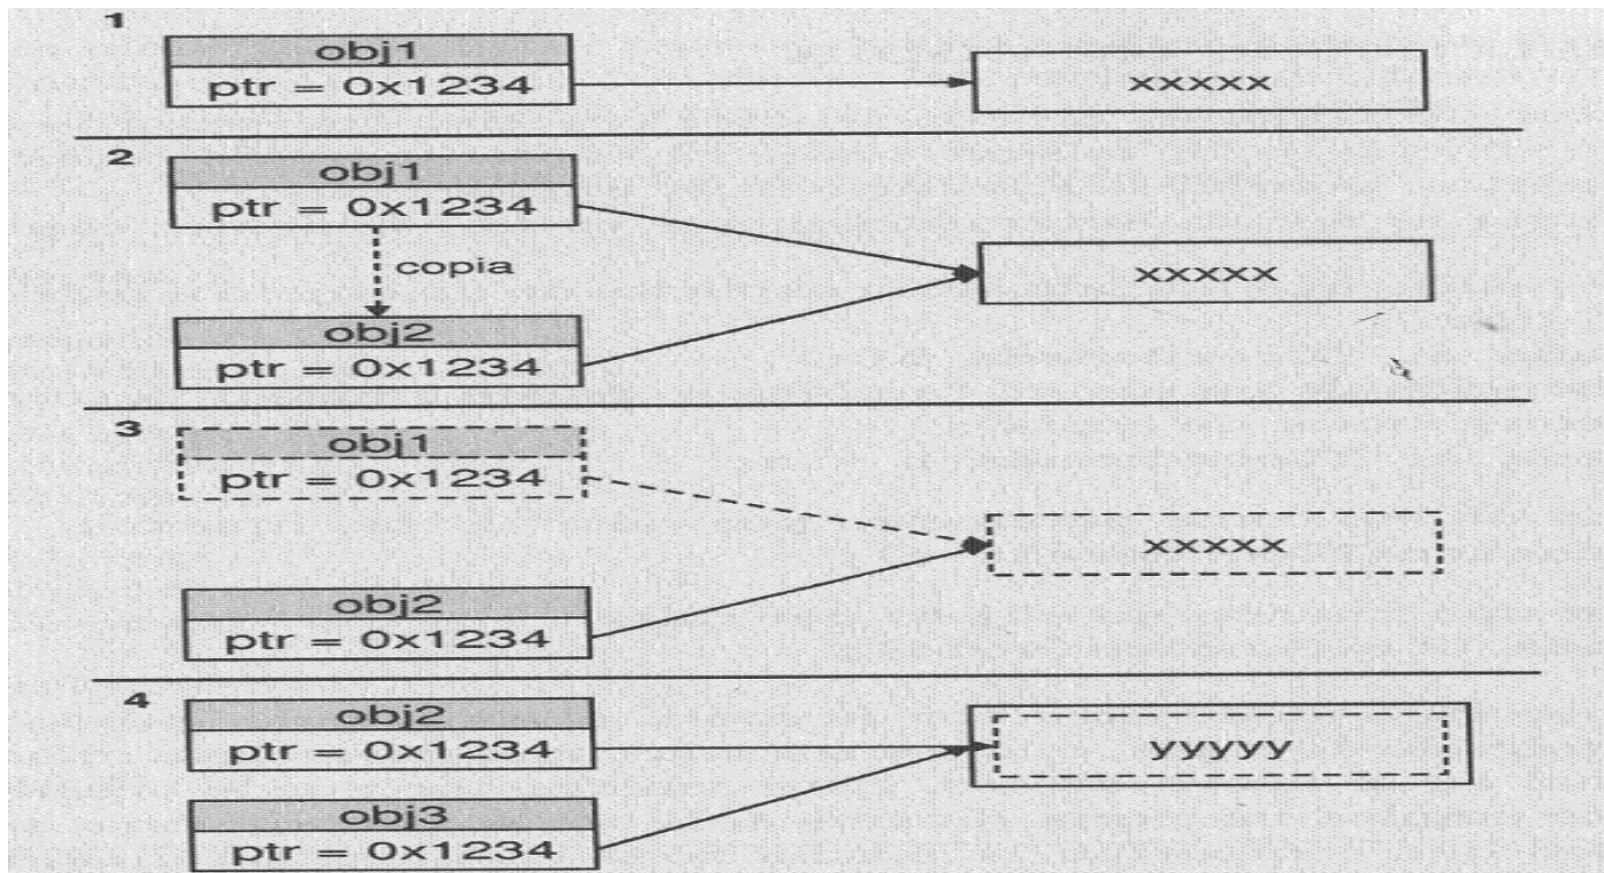 1
obj1
ptr = 0x1234
xxxxx
2
obj1
ptr = 0x1234
xxxxx
copia
obj2
ptr = 0x1234
3
obj1
ptr = 0x1234
xxxxx
obj2
ptr = 0x1234
4
obj2
ptr = 0x1234
yyyyy
obj3
ptr = 0x1234